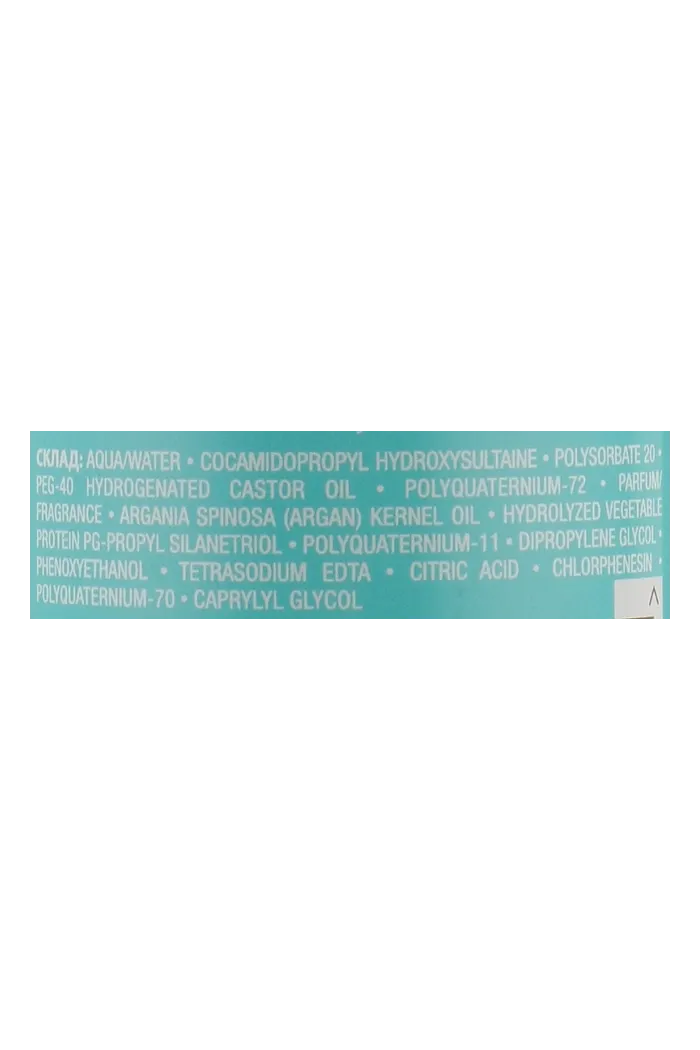 СКЛАД: AQUA/WATER • COCAMIDOPROPYL HYDROXYSULTAINE • POLYSORBATE 20 •
PEG-40 HYDROGENATED CASTOR OIL • POLYQUATERNIUM-72 • PARFUM/
FRAGRANCE • ARGANIA SPINOSA (ARGAN) KERNEL OIL • HYDROLYZED VEGETABLE
PROTEIN PG-PROPYL SILANETRIOL • POLYQUATERNIUM-11 • DIPROPYLENE GLYCOL •
PHENOXYETHANOL • TETRASODIUM EDTA • CITRIC ACID • CHLORPHENESIN •
POLYQUATERNIUM-70 • CAPRYLYL GLYCOL